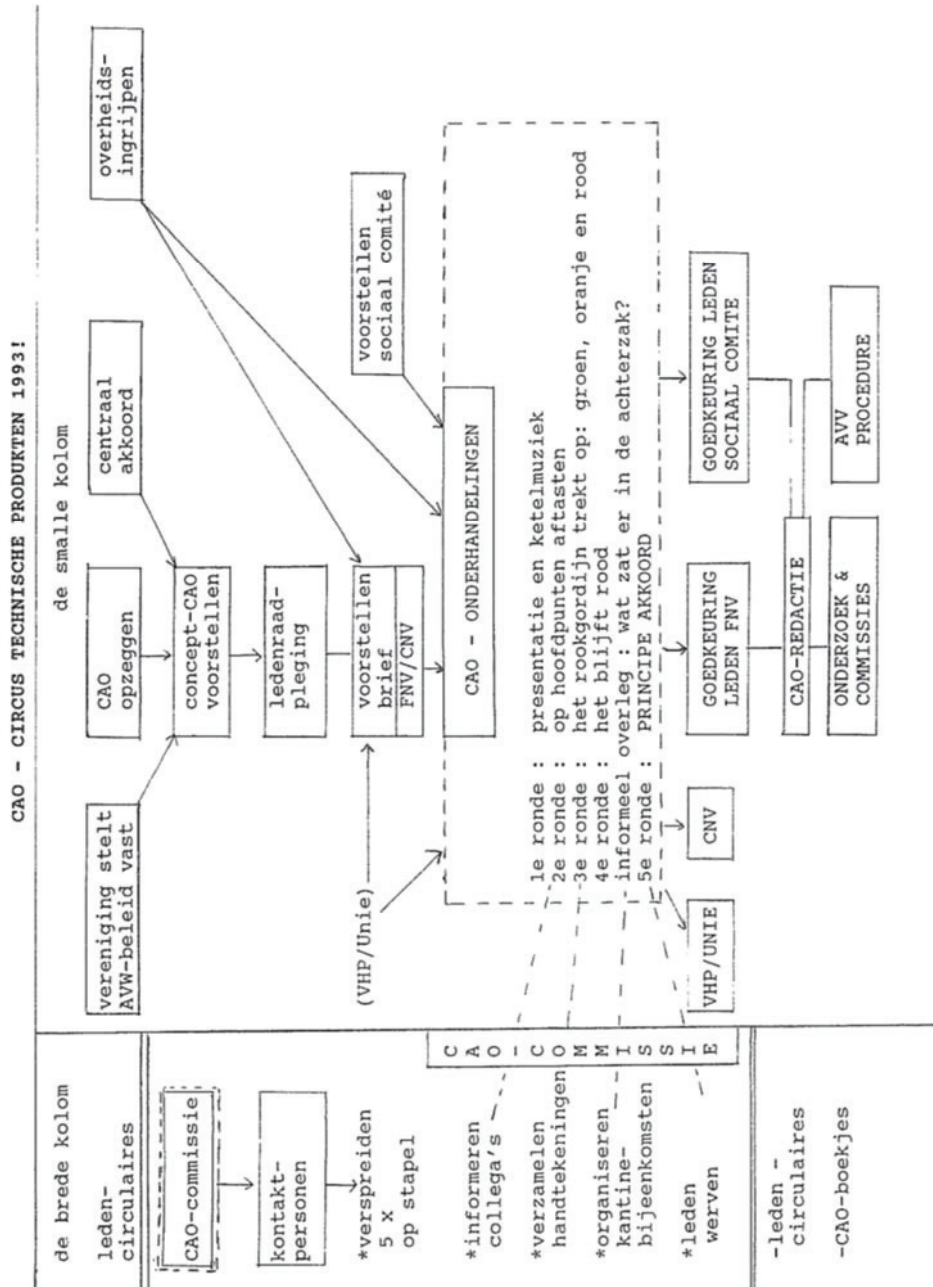 CAO - CIRCUS TECHNISCHE PRODUKTEN 1993!
de brede kolom
de smalle kolom
leden-
circulaires
vereniging stelt
AVW-beleid vast
CAO
opzeggen
centraal
akkoord
overheids-
ingrijpen
CAO-commissie
concept-CAO
voorstellen
kontakt-
personen
ledenraad-
pleging
*verspreiden
5 x
op stapel
(VHP/Unie)
voorstellen
brief
FNV/CNV
voorstellen
sociaal comité
CAO-COMMISSIE
CAO - ONDERHANDELINGEN
*informeren
collega's
*verzamelen
handtekeningen
*organiseren
kantine-
bijeenkomsten
*leden
werven
1e ronde : presentatie en ketelmuziek
2e ronde : op hoofdpunten aftasten
3e ronde : het rookgordijn trekt op: groen, oranje en rood
4e ronde : het blijft rood
informeel overleg : wat zat er in de achterzak?
5e ronde : PRINCIPE AKKOORD
VHP/UNIE
CNV
GOEDKEURING
LEDEN FNV
GOEDKEURING LEDEN
SOCIAAL COMITE
-leden -
circulaires
-CAO-boekjes
CAO-REDACTIE
ONDERZOEK &
COMMISSIES
AVV
PROCEDURE